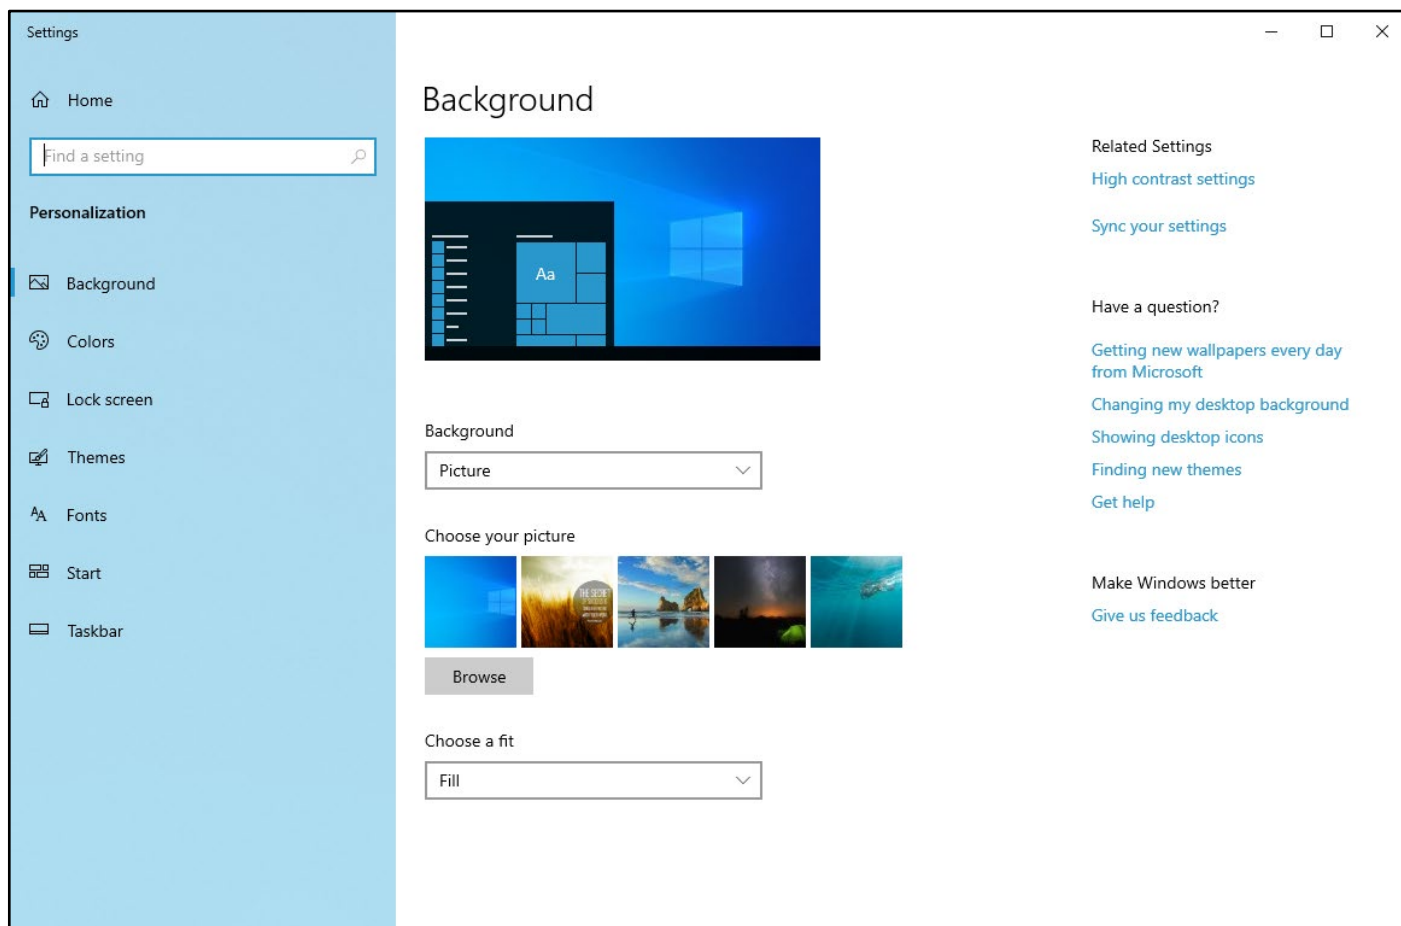 Settings
Home
Find a setting
Personalization
Background
Colors
Lock screen
Themes
Fonts
Start
Taskbar
Background
Aa
Background
Picture
Choose your picture
THE SECRET
Browse
Choose a fit
Fill
Related Settings
High contrast settings
Sync your settings
Have a question?
Getting new wallpapers every day
from Microsoft
Changing my desktop background
Showing desktop icons
Finding new themes
Get help
Make Windows better
Give us feedback